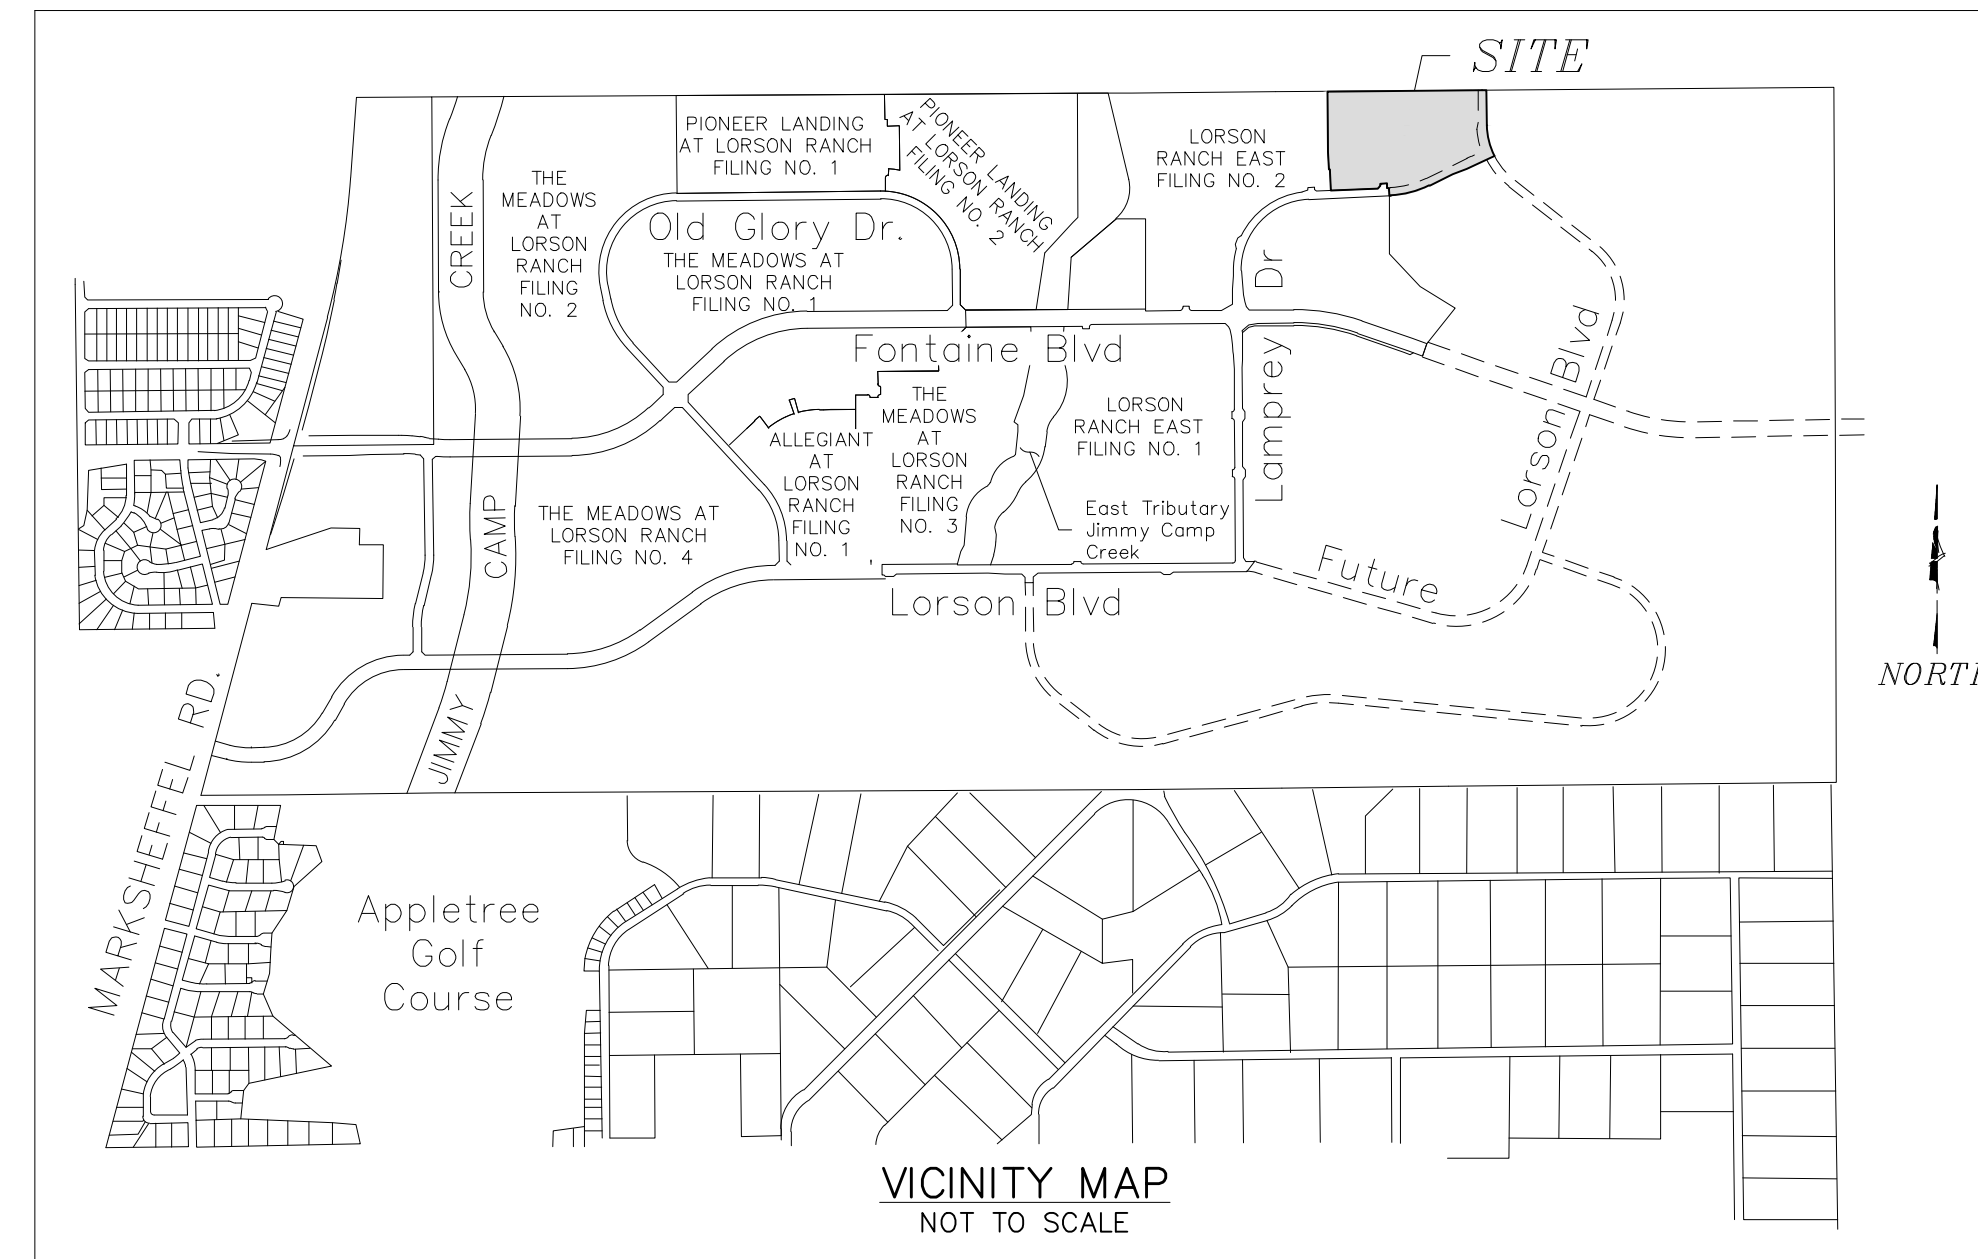 SITE
PIONEER LANDING
AT LORSON RANCH
FILING NO. 1
PIONEER LANDING
AT LORSON RANCH
FILING NO. 2
LORSON
RANCH EAST
FILING NO. 2
THE
MEADOWS
AT
LORSON
RANCH
FILING
NO. 2
CREEK
Old Glory Dr.
THE MEADOWS AT
LORSON RANCH
FILING NO. 1
Dr
Lamprey
Fontaine Blvd
Lorson Blvd
THE
MEADOWS
AT
LORSON
RANCH
FILING
NO. 3
LORSON
RANCH EAST
FILING NO. 1
ALLEGIANT
AT
LORSON
RANCH
FILING
NO. 1
THE MEADOWS AT
LORSON RANCH
FILING NO. 4
CAMP
East Tributary
Jimmy Camp
Creek
Future
Lorson Blvd
JIMMY
MARKSHEFFEL RD.
NORTH
Appletree
Golf
Course
VICINITY MAP
NOT TO SCALE